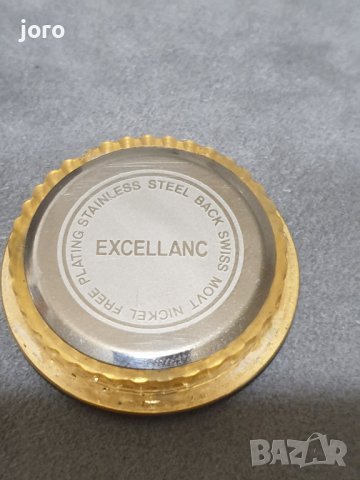 joro
EXCELLANC
STAINLESS STEEL BACK SWISS MOVT NICKEL FREE PLATING
BAZAR